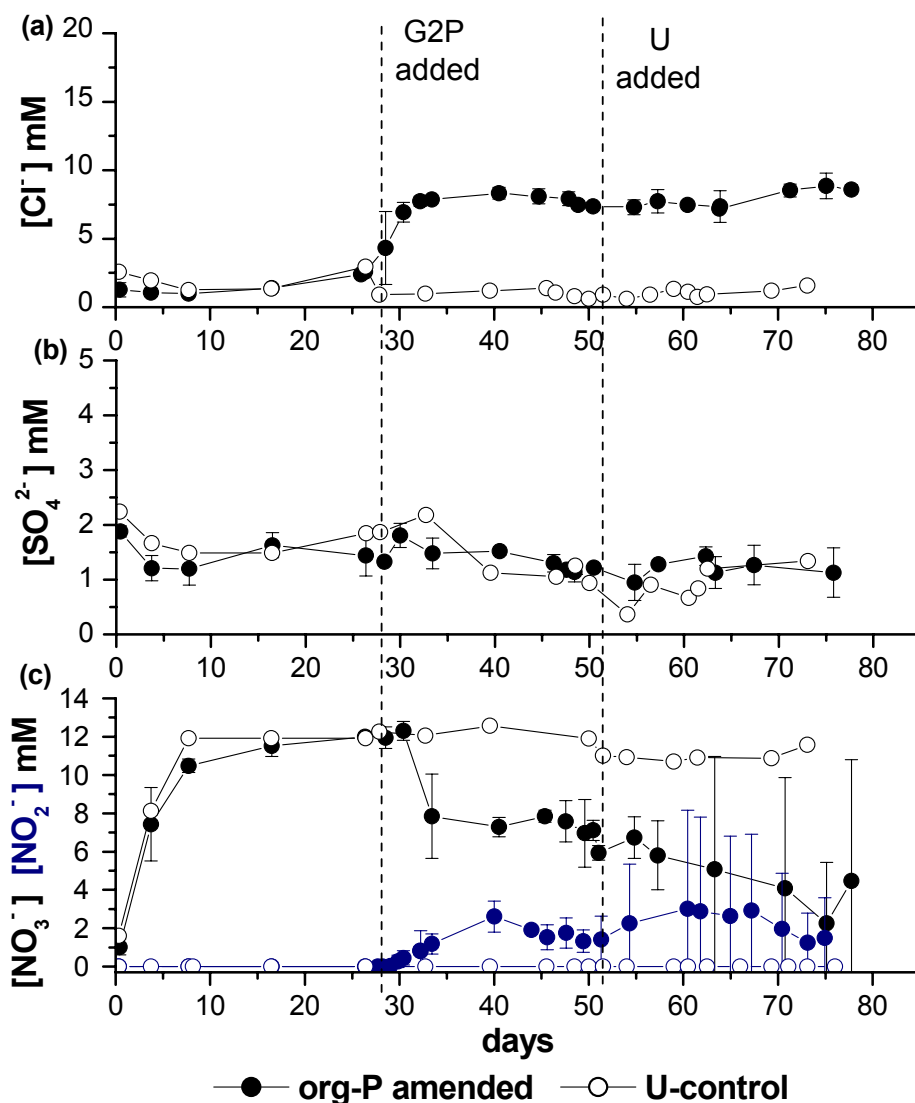 (a)
G2P
added
U
added
[Cl⁻] mM
20
15
10
5
0
0 10 20 30 40 50 60 70 80
(b)
[SO₄²⁻] mM
5
4
3
2
1
0
0 10 20 30 40 50 60 70 80
(c)
[NO₃⁻] [NO₂⁻] mM
14
12
10
8
6
4
2
0
0 10 20 30 40 50 60 70 80
days
org-P amended U-control